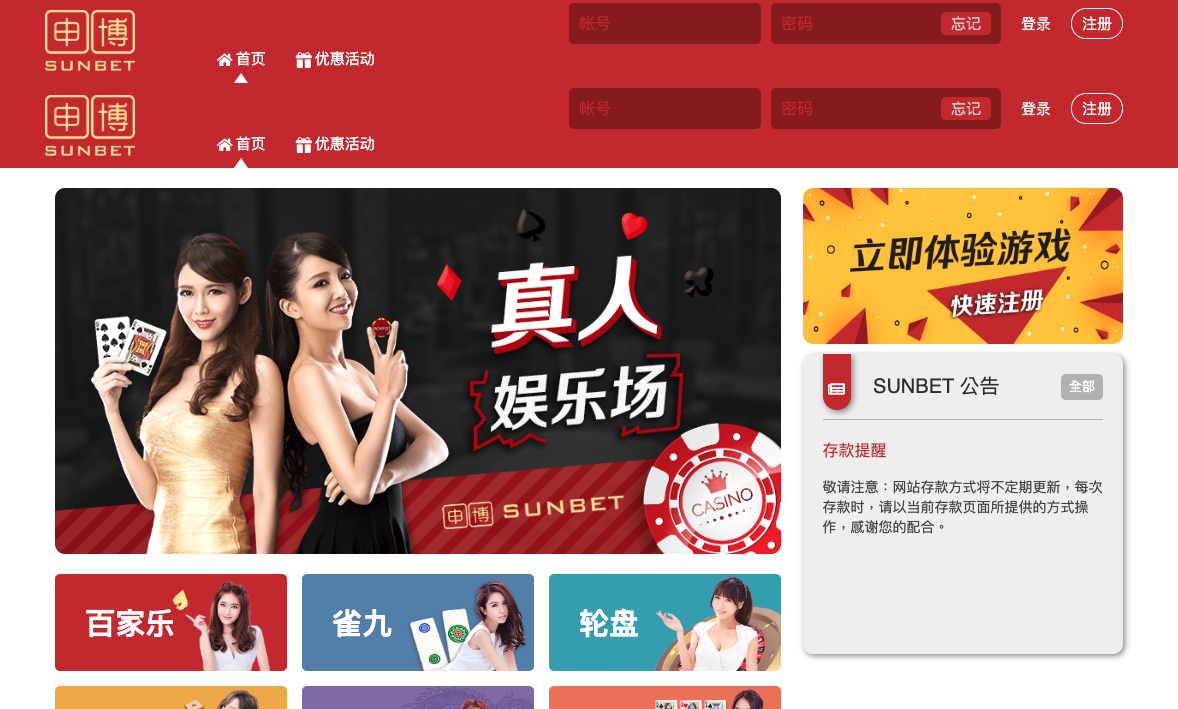 申博
SUNBET
首页
优惠活动
帐号
密码
忘记
登录
注册
申博
SUNBET
首页
优惠活动
帐号
密码
忘记
登录
注册
真人
娱乐场
申博 SUNBET
CASINO
立即体验游戏
快速注册
SUNBET 公告
全部
存款提醒
敬请注意：网站存款方式将不定期更新，每次
存款时，请以当前存款页面所提供的方式操
作，感谢您的配合。
百家乐
雀九
轮盘